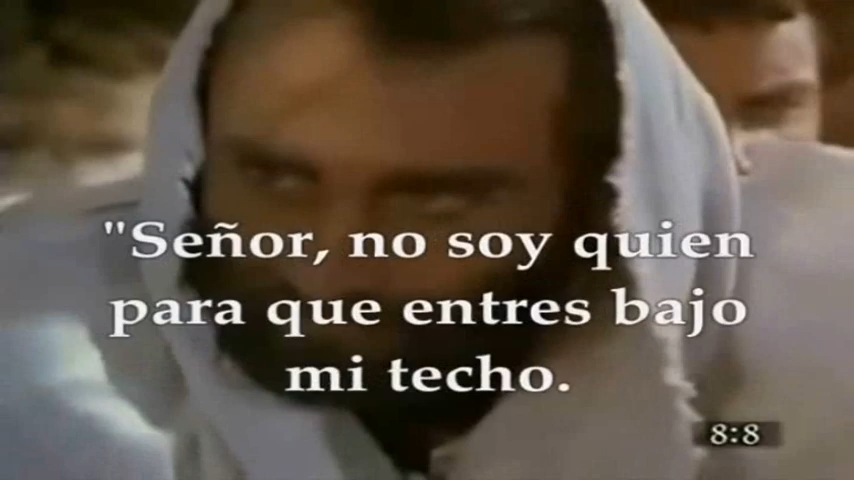 "Señor, no soy quien
para que entres bajo
mi techo.
8:8